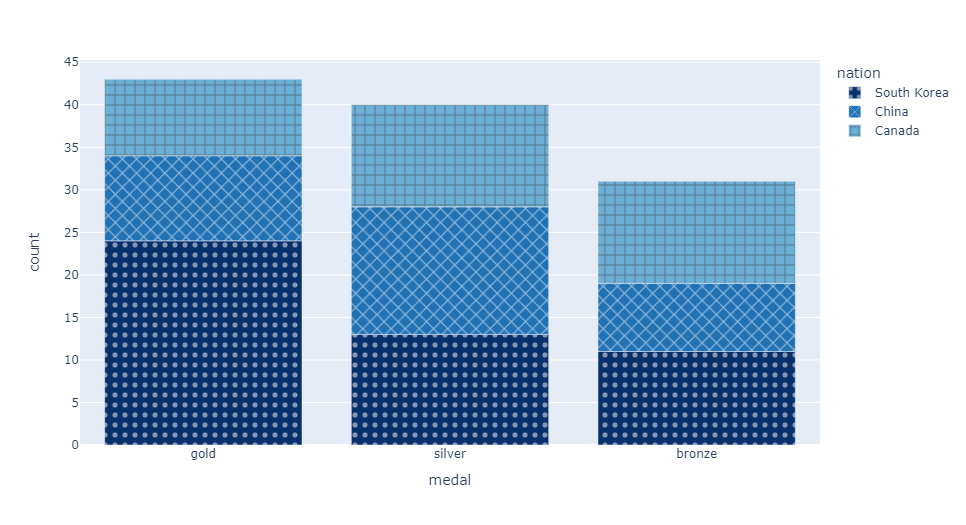 45
40
35
30
25
20
15
10
5
0
count
gold silver bronze
medal
nation
South Korea
China
Canada